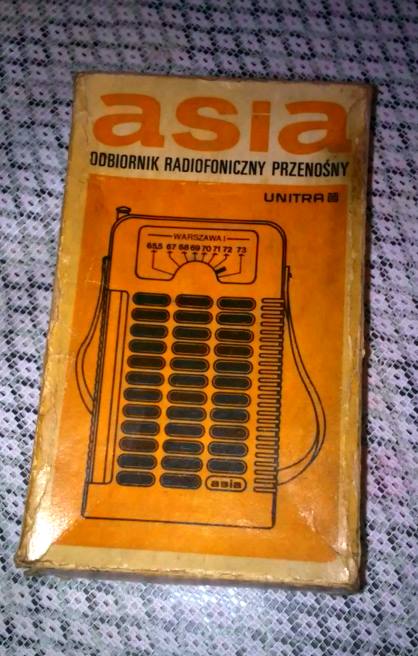 asia
ODBIORNIK RADIOFONICZNY PRZENOŚNY
UNITRA
WARSZAWA I
65,5 67 68 69 70 71 72 73
asia